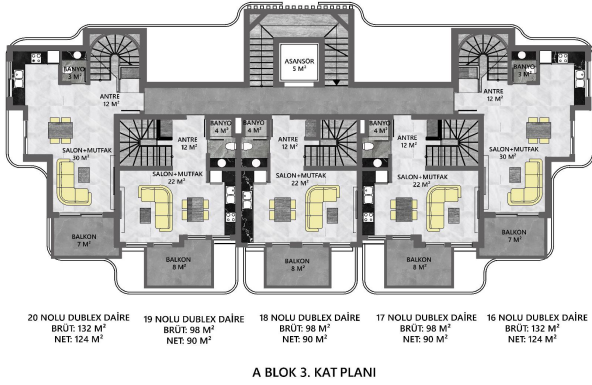 ASANSÖR
5 M²
BANYO
3 M²
ANTRE
12 M²
SALON+MUTFAK
30 M²
BALKON
7 M²
ANTRE
12 M²
BANYO
4 M²
SALON+MUTFAK
22 M²
BALKON
8 M²
BANYO
4 M²
ANTRE
12 M²
SALON+MUTFAK
22 M²
BALKON
8 M²
BANYO
4 M²
ANTRE
12 M²
SALON+MUTFAK
22 M²
BALKON
8 M²
BANYO
3 M²
ANTRE
12 M²
SALON+MUTFAK
30 M²
BALKON
7 M²
20 NOLU DUBLEX DAİRE
BRÜT: 132 M²
NET: 124 M²
19 NOLU DUBLEX DAİRE
BRÜT: 98 M²
NET: 90 M²
18 NOLU DUBLEX DAİRE
BRÜT: 98 M²
NET: 90 M²
17 NOLU DUBLEX DAİRE
BRÜT: 98 M²
NET: 90 M²
16 NOLU DUBLEX DAİRE
BRÜT: 132 M²
NET: 124 M²
A BLOK 3. KAT PLANI